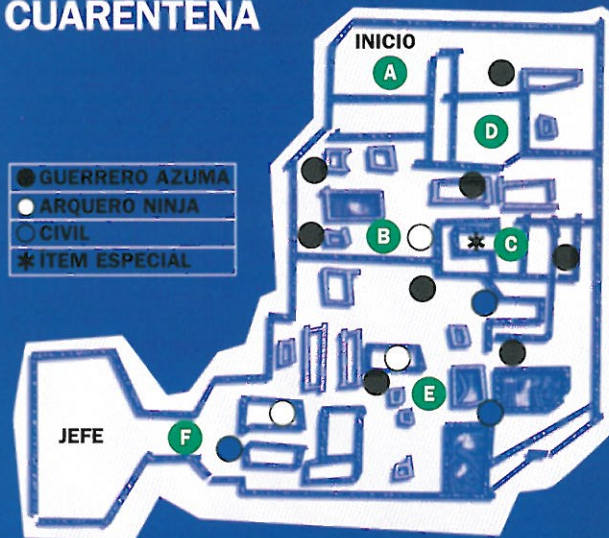 CUARENTENA
INICIO
A
D
GUERRERO AZUMA
ARQUERO NINJA
CIVIL
ÍTEM ESPECIAL
B
C
E
JEFE
F